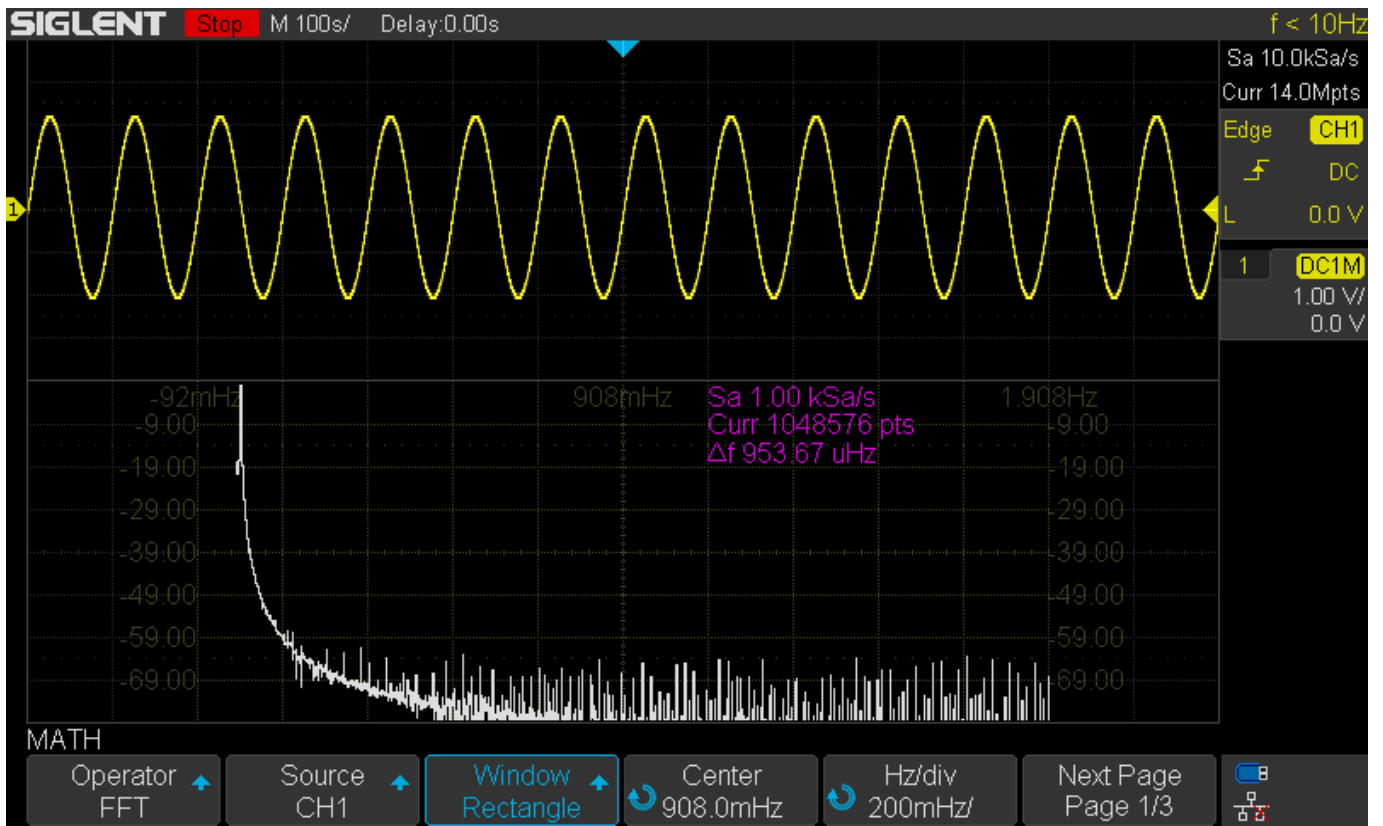 SIGLENT Stop M 100s/ Delay:0.00s f < 10Hz
Sa 10.0kSa/s
Curr 14.0Mpts
Edge CH1
DC
L 0.0 V
1
1 DC1M
1.00 V/
0.0 V
-92mHz 908mHz Sa 1.00 kSa/s 1.908Hz
-9.00 Curr 1048576 pts -9.00
Δf 953.67 uHz
-19.00 -19.00
-29.00 -29.00
-39.00 -39.00
-49.00 -49.00
-59.00 -59.00
-69.00 -69.00
MATH
Operator Source Window Center Hz/div Next Page
FFT CH1 Rectangle 908.0mHz 200mHz/ Page 1/3